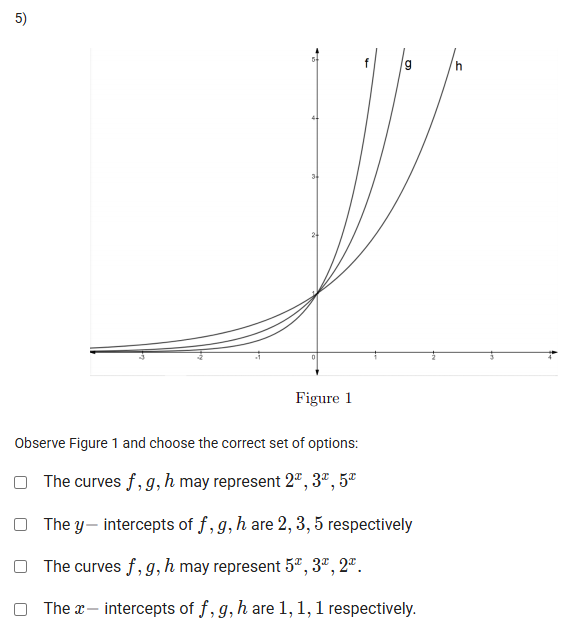 5)
f g h
5
4
3
2
1
-3 -2 -1 0 1 2 3 4
Figure 1
Observe Figure 1 and choose the correct set of options:
The curves f, g, h may represent 2^x, 3^x, 5^x
The y− intercepts of f, g, h are 2, 3, 5 respectively
The curves f, g, h may represent 5^x, 3^x, 2^x.
The x− intercepts of f, g, h are 1, 1, 1 respectively.